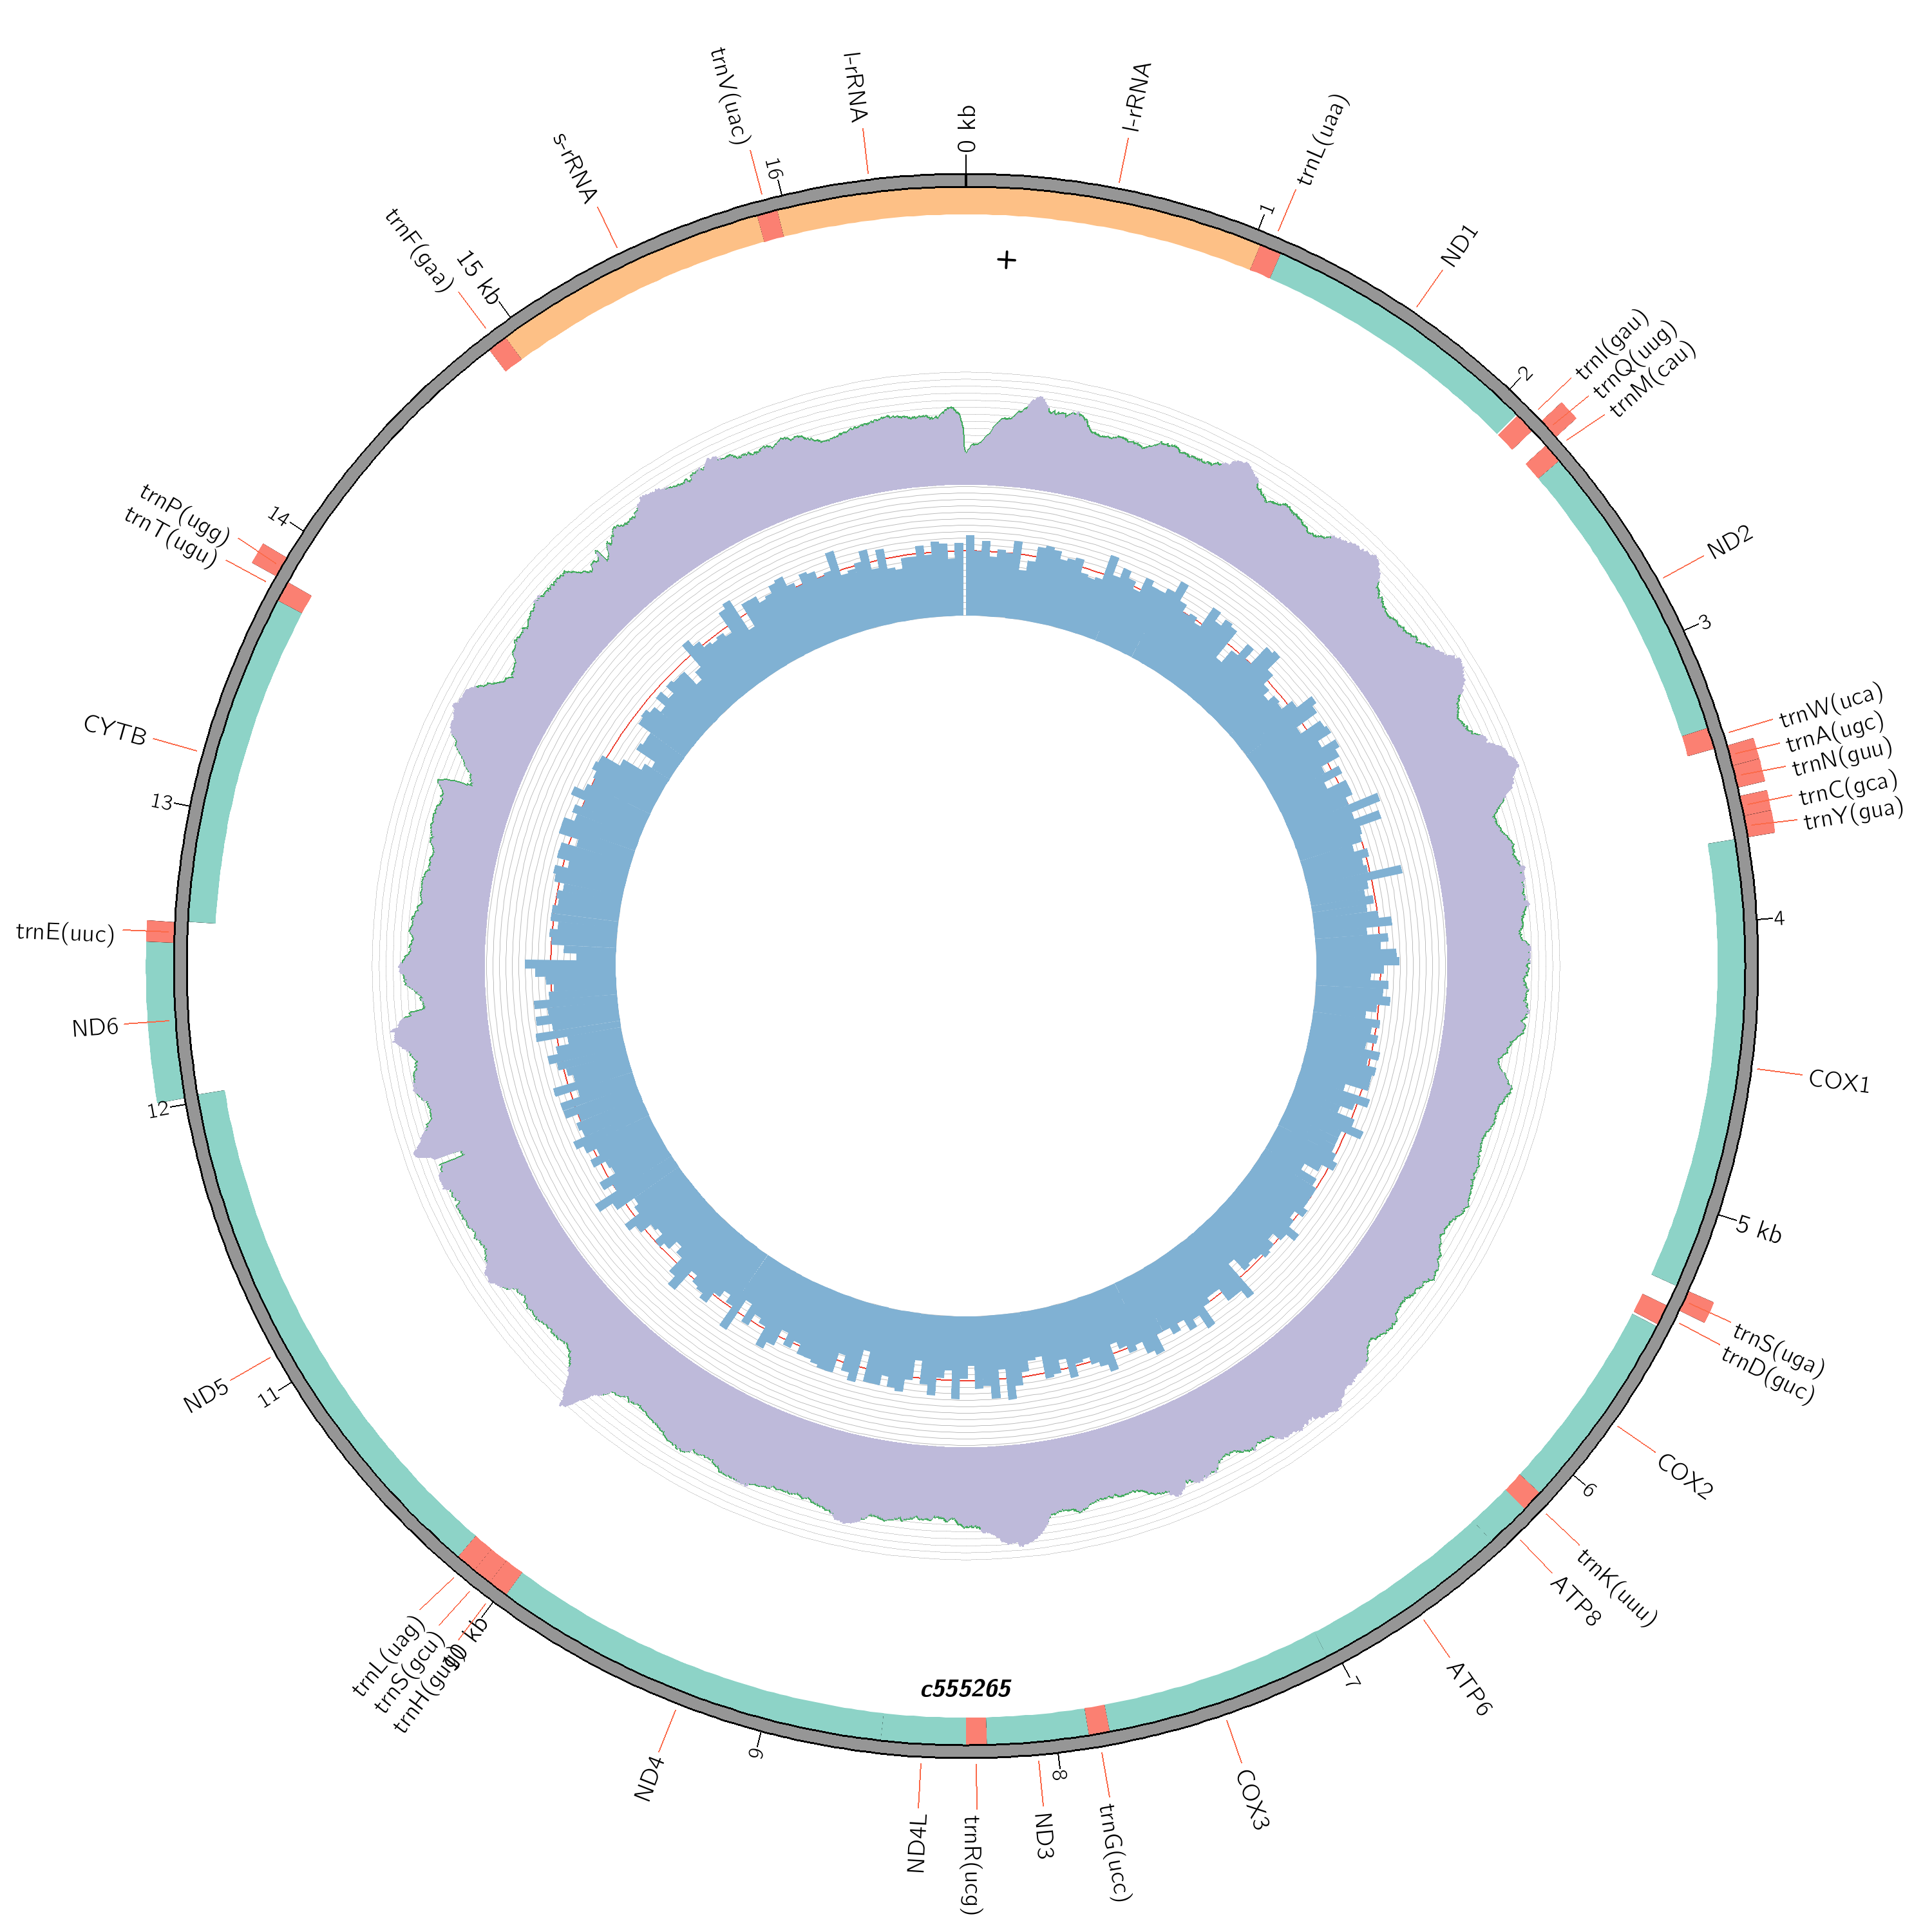 0 kb
l-rRNA
1
trnL(uaa)
ND1
2
trnI(gau)
trnQ(uug)
trnM(cau)
ND2
3
trnW(uca)
trnA(ugc)
trnN(guu)
trnC(gca)
trnY(gua)
4
COX1
5 kb
trnS(uga)
trnD(guc)
COX2
6
trnK(uuu)
ATP8
ATP6
7
COX3
trnG(ucc)
8
ND3
trnR(ucg)
ND4L
9
ND4
10 kb
trnH(gug)
trnS(gcu)
trnL(uag)
11
ND5
12
ND6
trnE(uuc)
13
CYTB
trnT(ugu)
trnP(ugg)
14
trnF(gaa)
15 kb
s-rRNA
trnV(uac)
16
l-rRNA
+
c555265